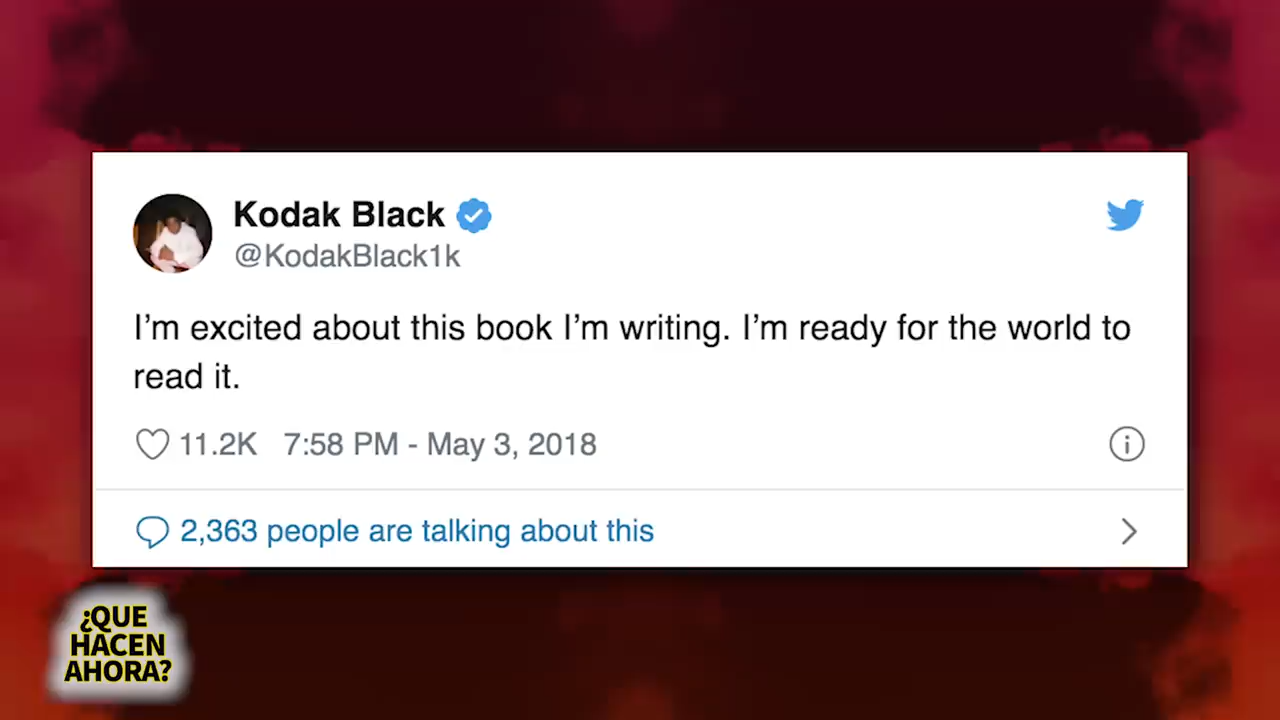 Kodak Black
@KodakBlack1k
I’m excited about this book I’m writing. I’m ready for the world to
read it.
11.2K 7:58 PM - May 3, 2018
2,363 people are talking about this
¿QUE
HACEN
AHORA?